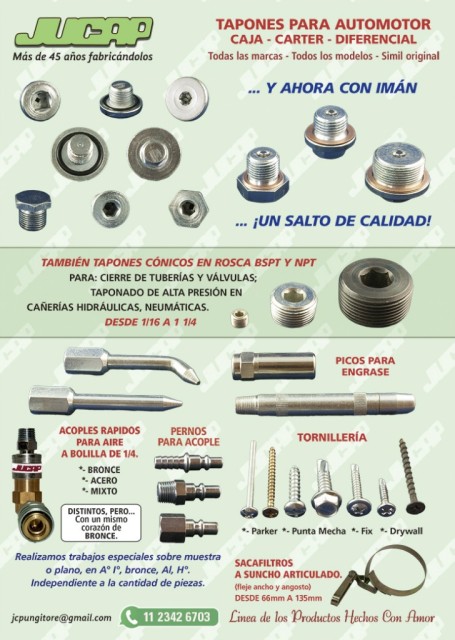 JUCAP
Más de 45 años fabricándolos
TAPONES PARA AUTOMOTOR
CAJA - CARTER - DIFERENCIAL
Todas las marcas - Todos los modelos - Simil original
... Y AHORA CON IMÁN
... ¡UN SALTO DE CALIDAD!
TAMBIÉN TAPONES CÓNICOS EN ROSCA BSPT Y NPT
PARA: CIERRE DE TUBERÍAS Y VÁLVULAS;
TAPONADO DE ALTA PRESIÓN EN
CAÑERÍAS HIDRÁULICAS, NEUMÁTICAS.
DESDE 1/16 A 1 1/4
PICOS PARA
ENGRASE
ACOPLES RAPIDOS
PARA AIRE
A BOLILLA DE 1/4.
*- BRONCE
*- ACERO
*- MIXTO
JUCAP
DISTINTOS, PERO...
Con un mismo
corazón de
BRONCE.
PERNOS
PARA ACOPLE
TORNILLERÍA
*- Parker *- Punta Mecha *- Fix *- Drywall
Realizamos trabajos especiales sobre muestra
o plano, en Aº Iº, bronce, Al, Hº.
Independiente a la cantidad de piezas.
SACAFILTROS
A SUNCHO ARTICULADO.
(fleje ancho y angosto)
DESDE 66mm A 135mm
jcpungitore@gmail.com 11 2342 6703 Linea de los Productos Hechos Con Amor